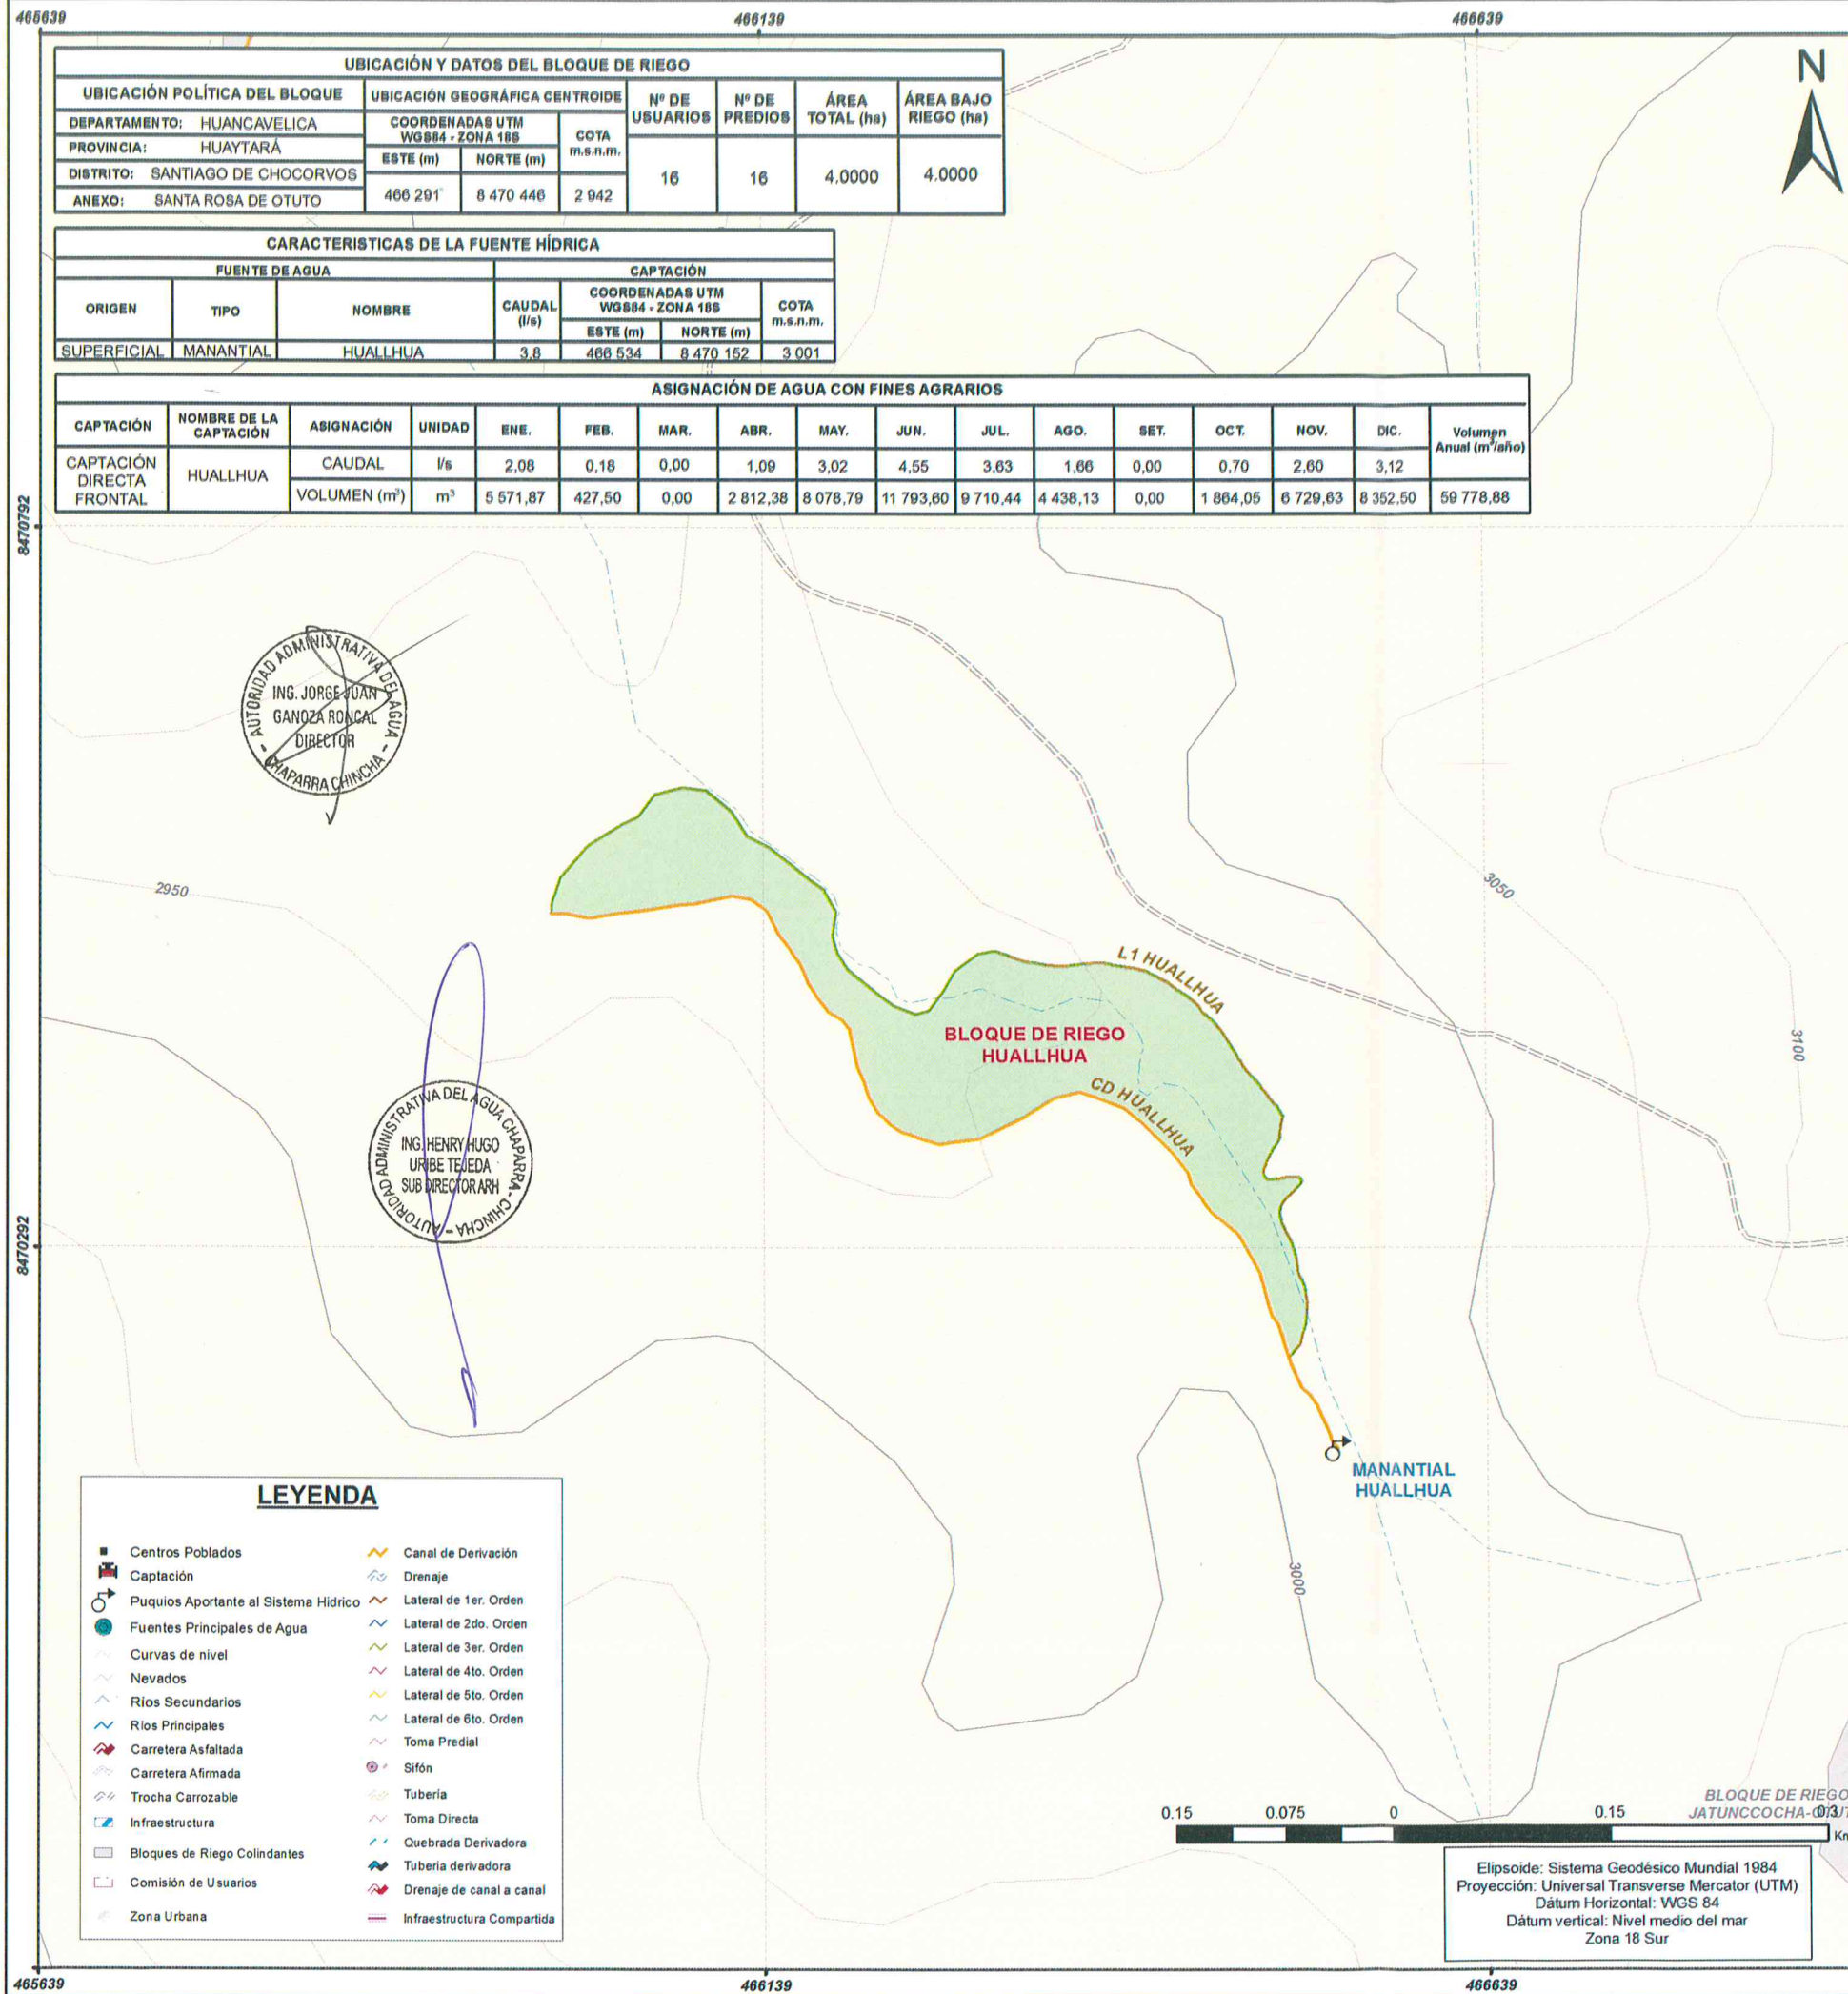 465639 466139 466639
UBICACIÓN Y DATOS DEL BLOQUE DE RIEGO
UBICACIÓN POLÍTICA DEL BLOQUE UBICACIÓN GEOGRÁFICA CENTROIDE Nº DE USUARIOS Nº DE PREDIOS ÁREA TOTAL (ha) ÁREA BAJO RIEGO (ha)
DEPARTAMENTO: HUANCAVELICA COORDENADAS UTM WGS84 - ZONA 18S COTA m.s.n.m.
PROVINCIA: HUAYTARÁ ESTE (m) NORTE (m)
DISTRITO: SANTIAGO DE CHOCORVOS 466 291 8 470 446 2 942 16 16 4,0000 4.0000
ANEXO: SANTA ROSA DE OTUTO
CARACTERISTICAS DE LA FUENTE HÍDRICA
FUENTE DE AGUA CAPTACIÓN
ORIGEN TIPO NOMBRE CAUDAL (l/s) COORDENADAS UTM WGS84 - ZONA 18S COTA m.s.n.m.
ESTE (m) NORTE (m)
SUPERFICIAL MANANTIAL HUALLHUA 3,8 466 534 8 470 152 3 001
ASIGNACIÓN DE AGUA CON FINES AGRARIOS
CAPTACIÓN NOMBRE DE LA CAPTACIÓN ASIGNACIÓN UNIDAD ENE. FEB. MAR. ABR. MAY. JUN. JUL. AGO. SET. OCT. NOV. DIC. Volumen Anual (m³/año)
CAPTACIÓN DIRECTA FRONTAL HUALLHUA CAUDAL l/s 2,08 0,18 0,00 1,09 3,02 4,55 3,63 1,66 0,00 0,70 2,60 3,12
VOLUMEN (m³) m³ 5 571,87 427,50 0,00 2 812,38 8 078,79 11 793,60 9 710,44 4 438,13 0,00 1 864,05 6 729,63 8 352,50 59 778,88
8470792
AUTORIDAD ADMINISTRATIVA DEL AGUA - CHAPARRA CHINCHA -
ING. JORGE JUAN
GANOZA RONCAL
DIRECTOR
2950
3050
3100
L1 HUALLHUA
BLOQUE DE RIEGO
HUALLHUA
CD HUALLHUA
AUTORIDAD ADMINISTRATIVA DEL AGUA CHAPARRA - CHINCHA -
ING. HENRY HUGO
URIBE TEJEDA
SUB DIRECTOR ARH
8470292
MANANTIAL
HUALLHUA
3000
LEYENDA
Centros Poblados
Captación
Puquios Aportante al Sistema Hidrico
Fuentes Principales de Agua
Curvas de nivel
Nevados
Ríos Secundarios
Ríos Principales
Carretera Asfaltada
Carretera Afirmada
Trocha Carrozable
Infraestructura
Bloques de Riego Colindantes
Comisión de Usuarios
Zona Urbana
Canal de Derivación
Drenaje
Lateral de 1er. Orden
Lateral de 2do. Orden
Lateral de 3er. Orden
Lateral de 4to. Orden
Lateral de 5to. Orden
Lateral de 6to. Orden
Toma Predial
Sifón
Tubería
Toma Directa
Quebrada Derivadora
Tuberia derivadora
Drenaje de canal a canal
Infraestructura Compartida
BLOQUE DE RIEGO
0.15 0.075 0 0.15 0.3
Elipsoide: Sistema Geodésico Mundial 1984
Proyección: Universal Transverse Mercator (UTM)
Dátum Horizontal: WGS 84
Dátum vertical: Nivel medio del mar
Zona 18 Sur
465639 466139 466639